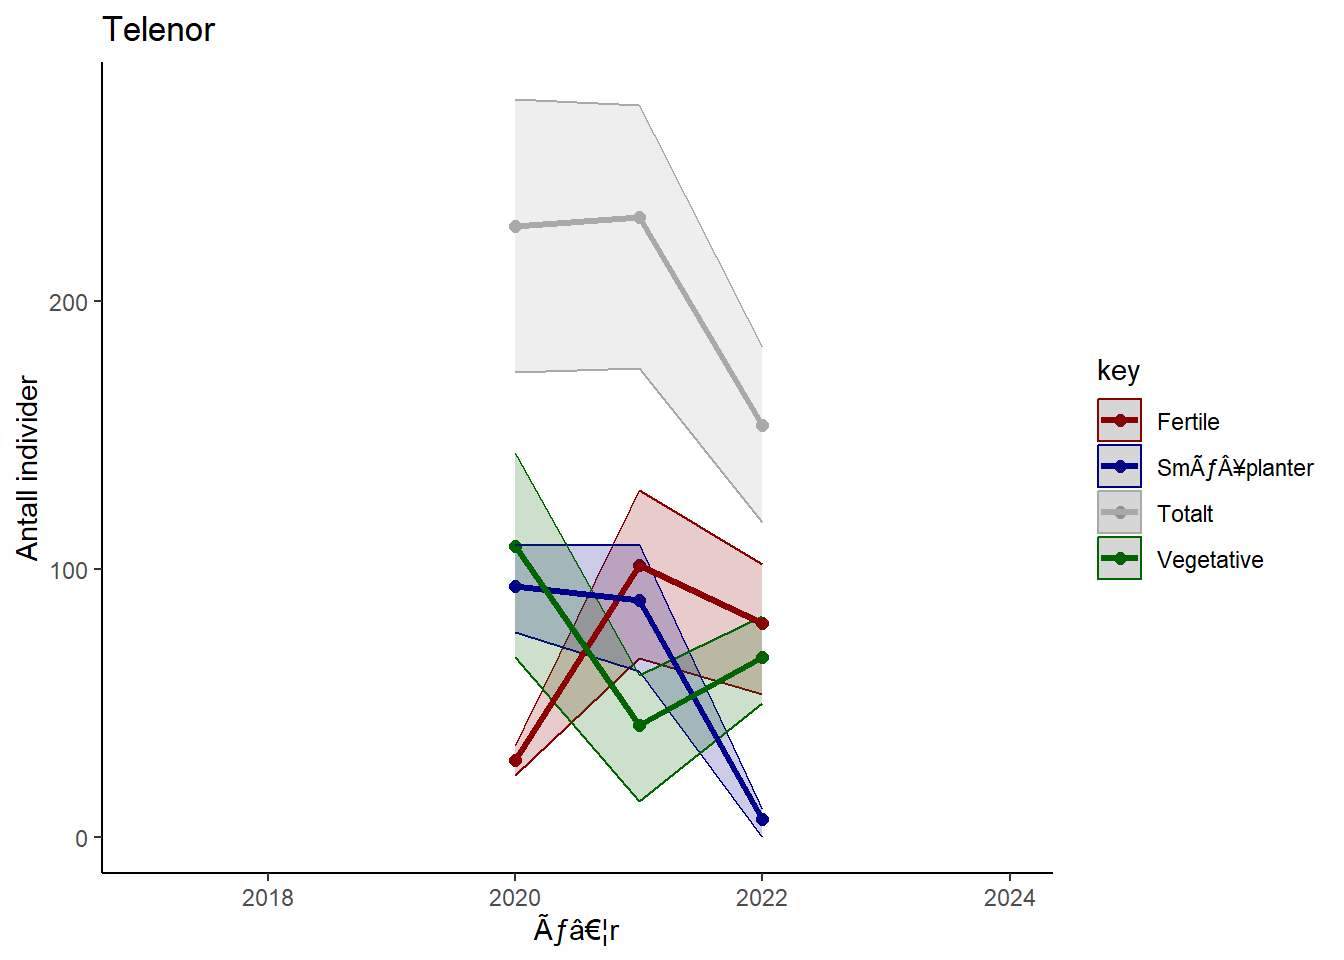 Telenor
Antall individer
200
100
0
2018
2020
2022
2024
Ãƒâ€¦r
key
Fertile
SmÃƒÂ¥planter
Totalt
Vegetative